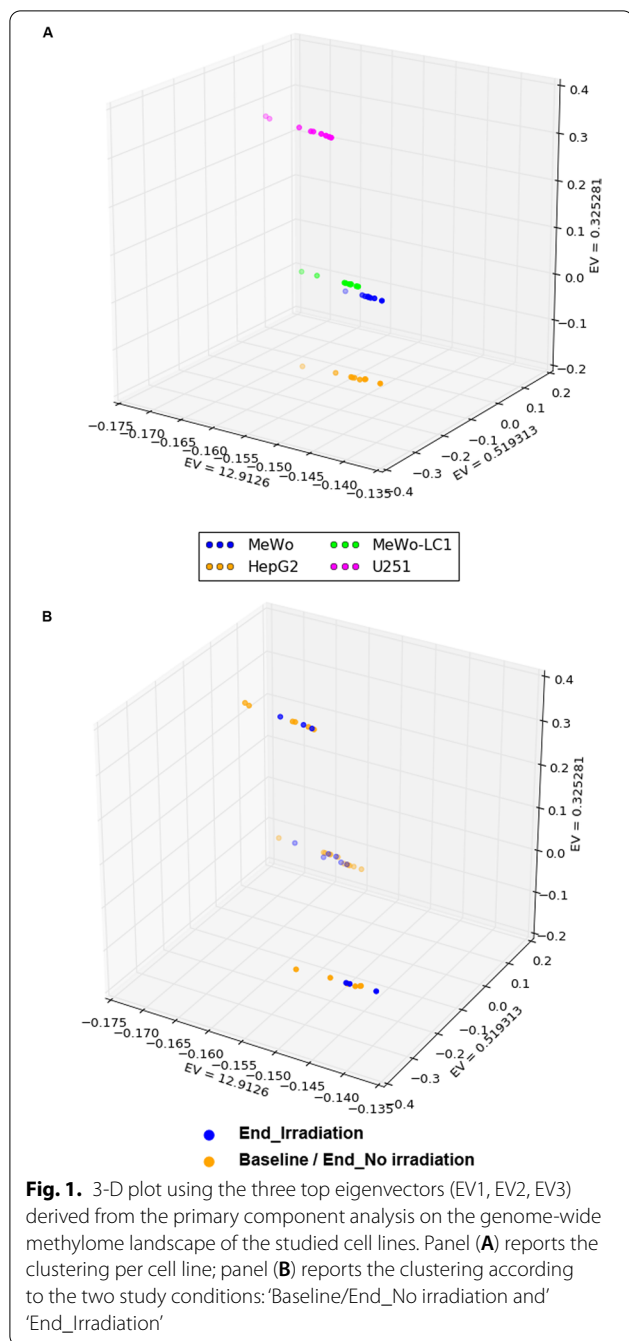 A
0.4
0.3
0.2
0.1
0.0
−0.1
−0.2
EV = 0.325281
0.2
0.1
0.0
−0.1
−0.2
−0.3
−0.4
EV = 0.519313
−0.175
−0.170
−0.165
−0.160
−0.155
−0.150
−0.145
−0.140
−0.135
EV = 12.9126
MeWo MeWo-LC1
HepG2 U251
B
0.4
0.3
0.2
0.1
0.0
−0.1
−0.2
EV = 0.325281
0.2
0.1
0.0
−0.1
−0.2
−0.3
−0.4
EV = 0.519313
−0.175
−0.170
−0.165
−0.160
−0.155
−0.150
−0.145
−0.140
−0.135
EV = 12.9126
End_Irradiation
Baseline / End_No irradiation
Fig. 1. 3-D plot using the three top eigenvectors (EV1, EV2, EV3)
derived from the primary component analysis on the genome-wide
methylome landscape of the studied cell lines. Panel (A) reports the
clustering per cell line; panel (B) reports the clustering according
to the two study conditions: ‘Baseline/End_No irradiation and’
‘End_Irradiation’